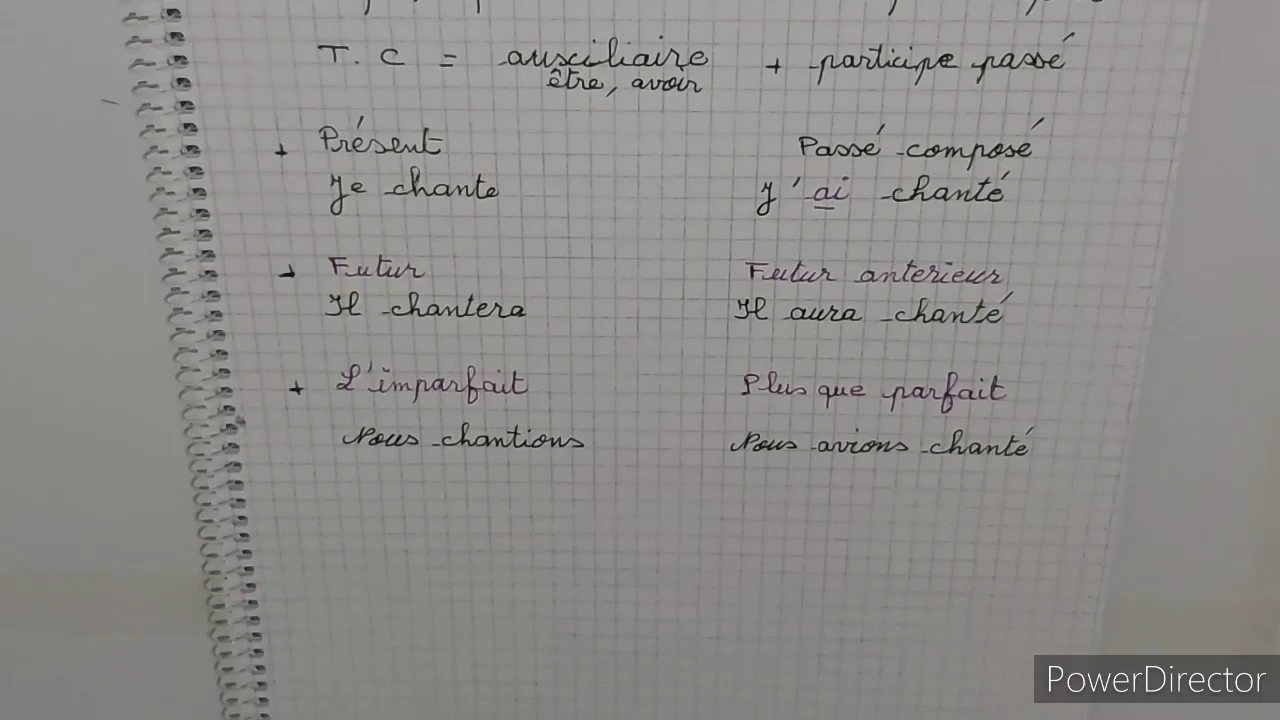 T. C = auxiliaire + participe passé
être, avoir
+ Présent Passé composé
Je chante J'ai chanté
+ Futur Futur anterieur
Il chantera Il aura chanté
+ L'imparfait Plus que parfait
Nous chantions Nous avions chanté
PowerDirector